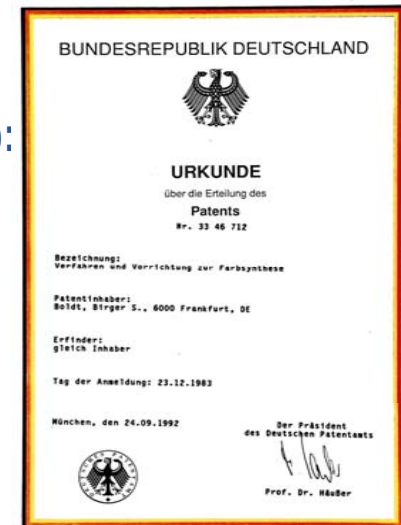 BUNDESREPUBLIK DEUTSCHLAND
URKUNDE
über die Erteilung des
Patents
Nr. 33 46 712
Bezeichnung:
Verfahren und Vorrichtung zur Farbsynthese
Patentinhaber:
Boldt, Birger S., 6000 Frankfurt, DE
Erfinder:
gleich Inhaber
Tag der Anmeldung: 23.12.1983
München, den 24.09.1992
Der Präsident
des Deutschen Patentamts
Prof. Dr. Häußer